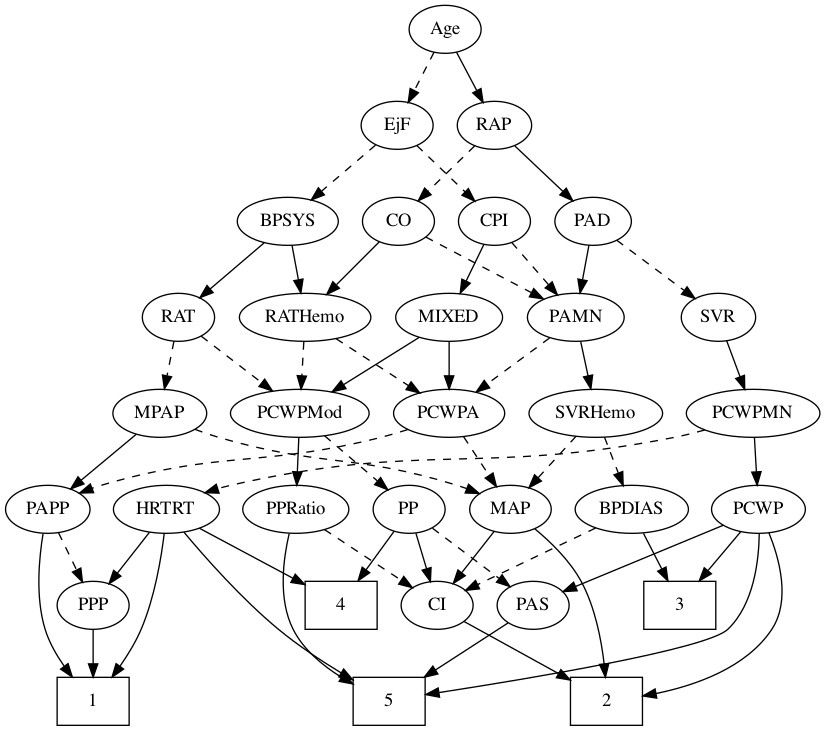 Age
EjF
RAP
BPSYS
CO
CPI
PAD
RAT
RATHemo
MIXED
PAMN
SVR
MPAP
PCWPMod
PCWPA
SVRHemo
PCWPMN
PAPP
HRTRT
PPRatio
PP
MAP
BPDIAS
PCWP
PPP
4
CI
PAS
3
1
5
2